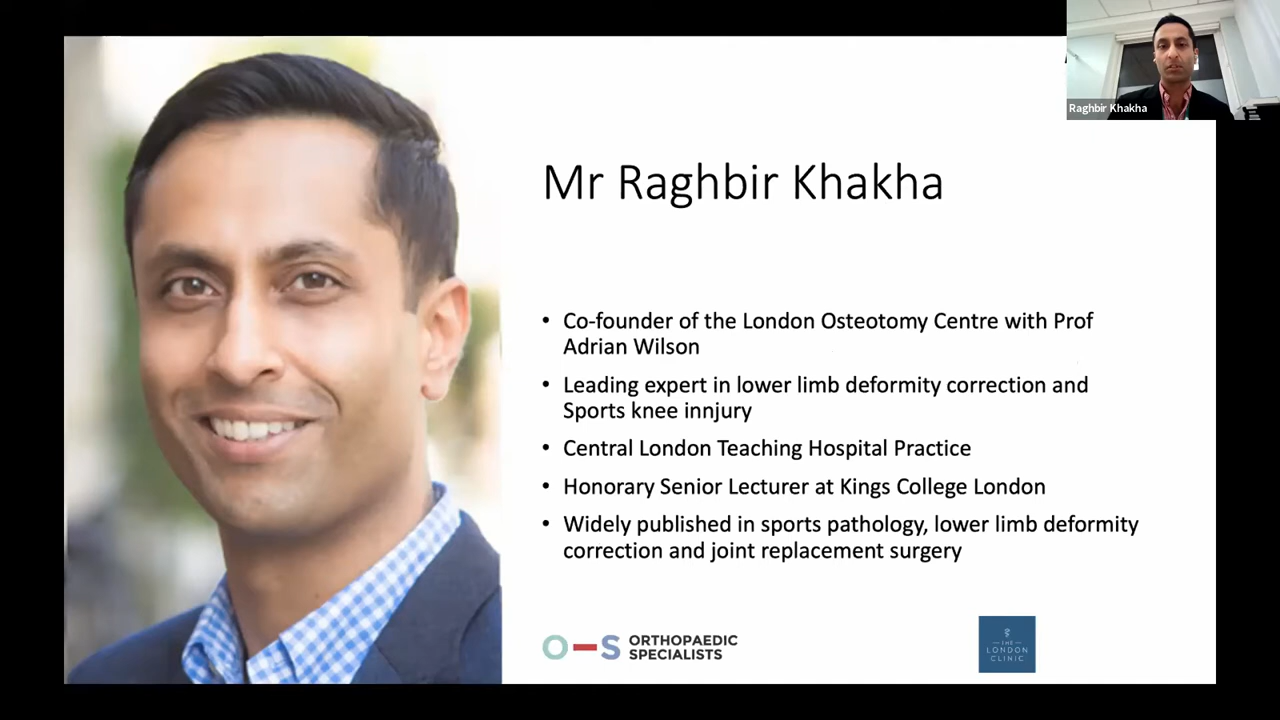 Raghbir Khakha
Mr Raghbir Khakha
• Co-founder of the London Osteotomy Centre with Prof
Adrian Wilson
• Leading expert in lower limb deformity correction and
Sports knee innjury
• Central London Teaching Hospital Practice
• Honorary Senior Lecturer at Kings College London
• Widely published in sports pathology, lower limb deformity
correction and joint replacement surgery
O–S ORTHOPAEDIC
SPECIALISTS
THE
LONDON
CLINIC